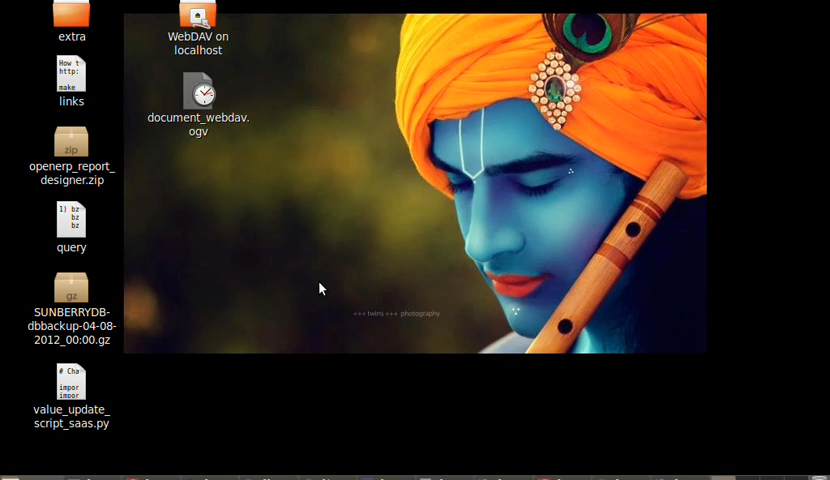 extra
How t
http:
make
links
zip
openerp_report_
designer.zip
1) bz
bz
bz
query
gz
SUNBERRYDB-
dbbackup-04-08-
2012_00:00.gz
# Cha
impor
impor
value_update_
script_saas.py
WebDAV on
localhost
document_webdav.
ogv
+++ twins +++ photography